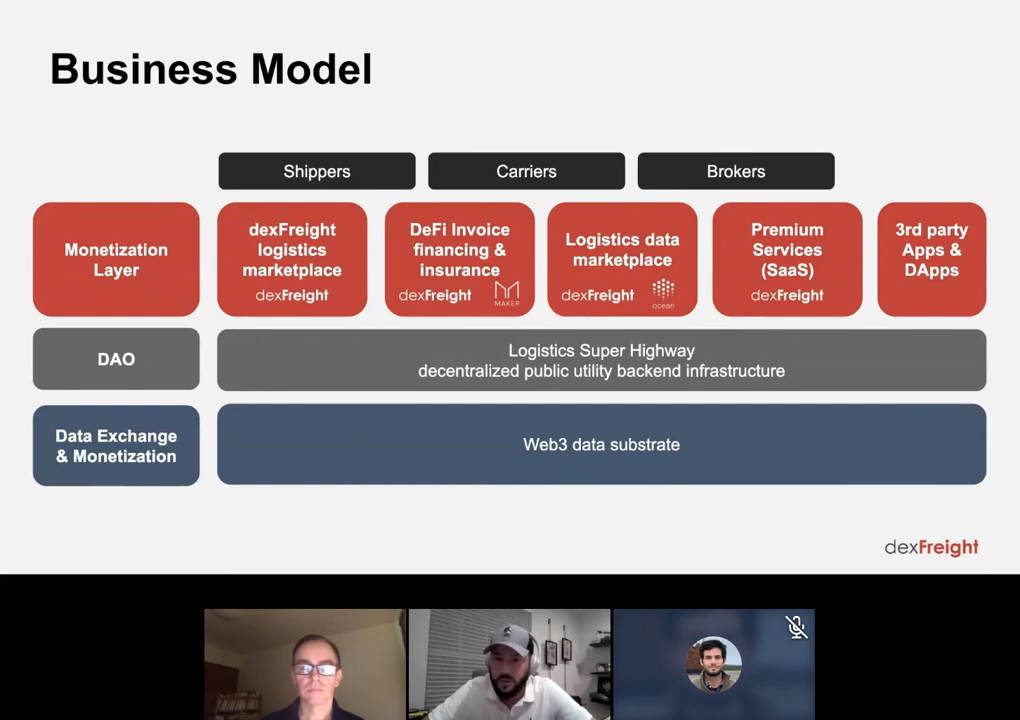 Business Model
Shippers
Carriers
Brokers
Monetization
Layer
dexFreight
logistics
marketplace
dexFreight
DeFi Invoice
financing &
insurance
dexFreight
MAKER
Logistics data
marketplace
dexFreight
ocean
Premium
Services
(SaaS)
dexFreight
3rd party
Apps &
DApps
DAO
Logistics Super Highway
decentralized public utility backend infrastructure
Data Exchange
& Monetization
Web3 data substrate
dexFreight